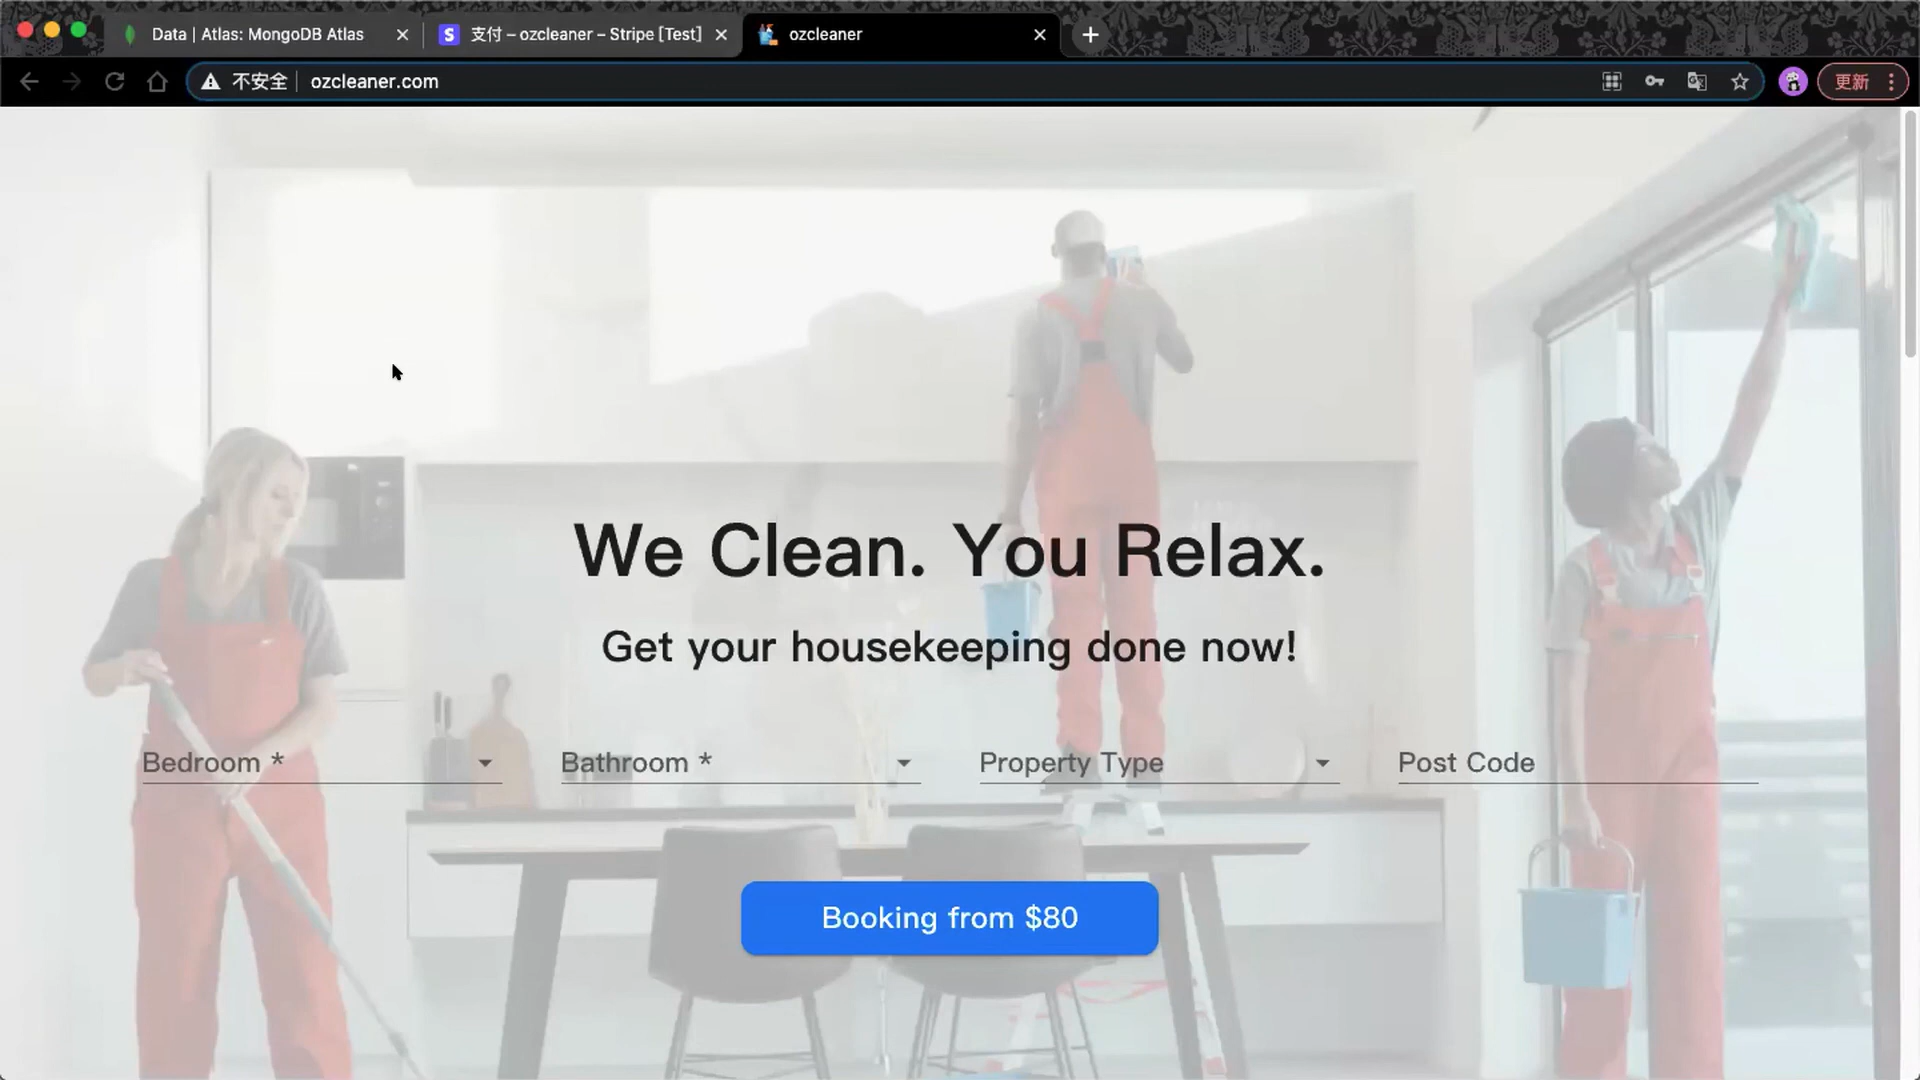 Data | Atlas: MongoDB Atlas
支付 – ozcleaner – Stripe [Test]
ozcleaner
不安全
ozcleaner.com
更新
We Clean. You Relax.
Get your housekeeping done now!
Bedroom *
Bathroom *
Property Type
Post Code
Booking from $80